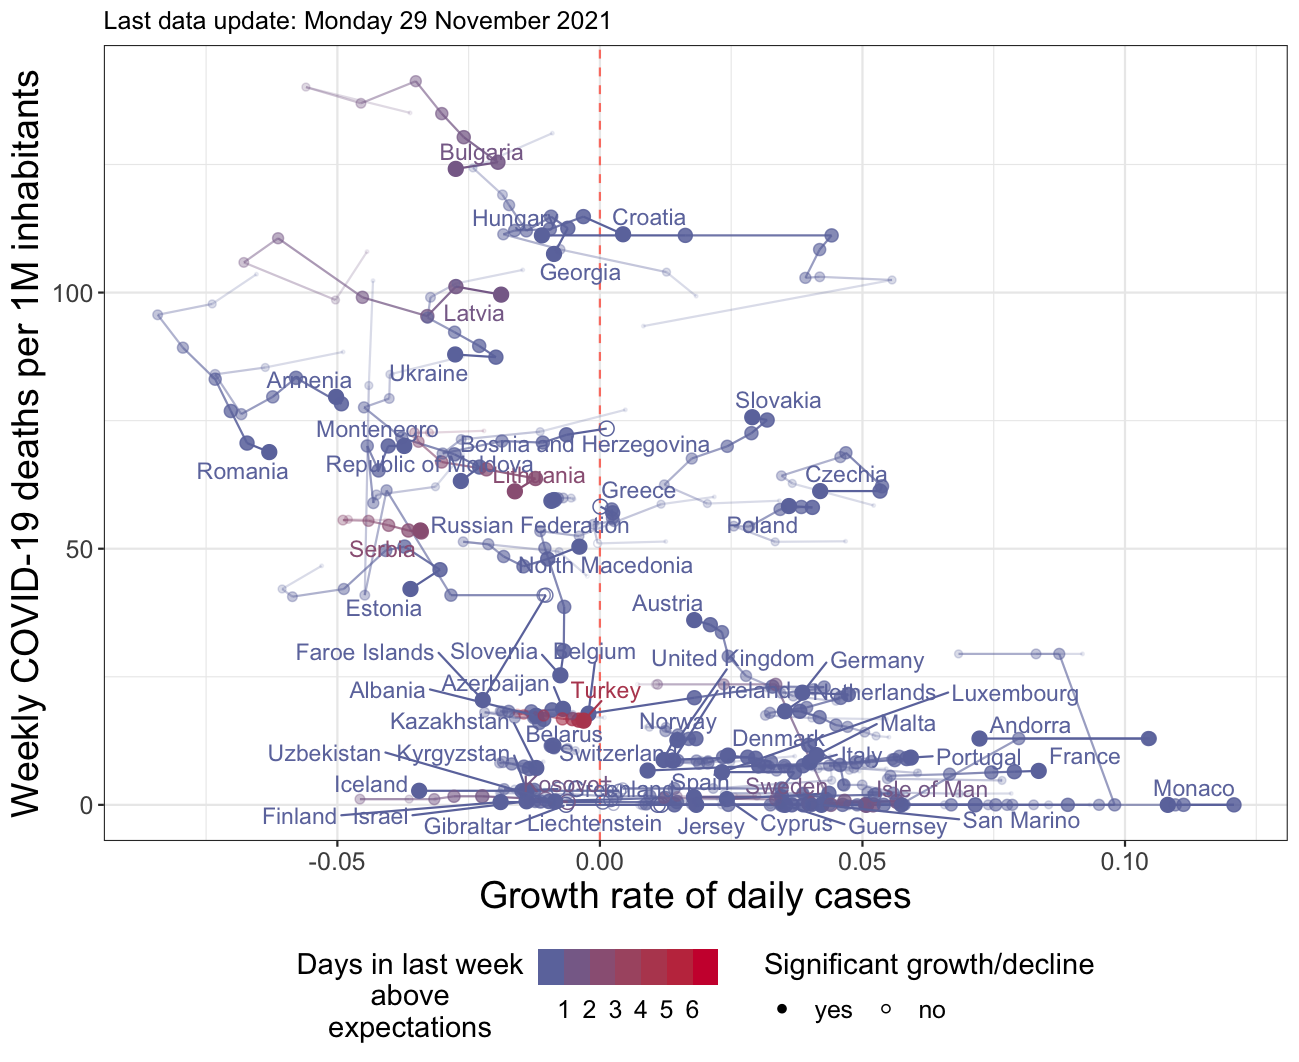 Last data update: Monday 29 November 2021
Weekly COVID-19 deaths per 1M inhabitants
Bulgaria
Hungary
Croatia
Georgia
100
Latvia
Ukraine
Armenia
Slovakia
Montenegro
Bosnia and Herzegovina
Romania
Republic of Moldova
Lithuania
Czechia
Greece
Russian Federation
Poland
50
Serbia
North Macedonia
Estonia
Austria
Faroe Islands
Slovenia
Belgium
United Kingdom
Germany
Albania
Azerbaijan
Turkey
Ireland
Netherlands
Luxembourg
Kazakhstan
Norway
Malta
Andorra
Belarus
Denmark
Uzbekistan
Kyrgyzstan
Switzerland
Italy
Portugal
France
Iceland
Kosovo†
Greenland
Spain
Sweden
Isle of Man
Monaco
0
Finland
Israel
Gibraltar
Liechtenstein
Jersey
Cyprus
Guernsey
San Marino
-0.05
0.00
0.05
0.10
Growth rate of daily cases
Days in last week
above
expectations
1 2 3 4 5 6
Significant growth/decline
yes
no